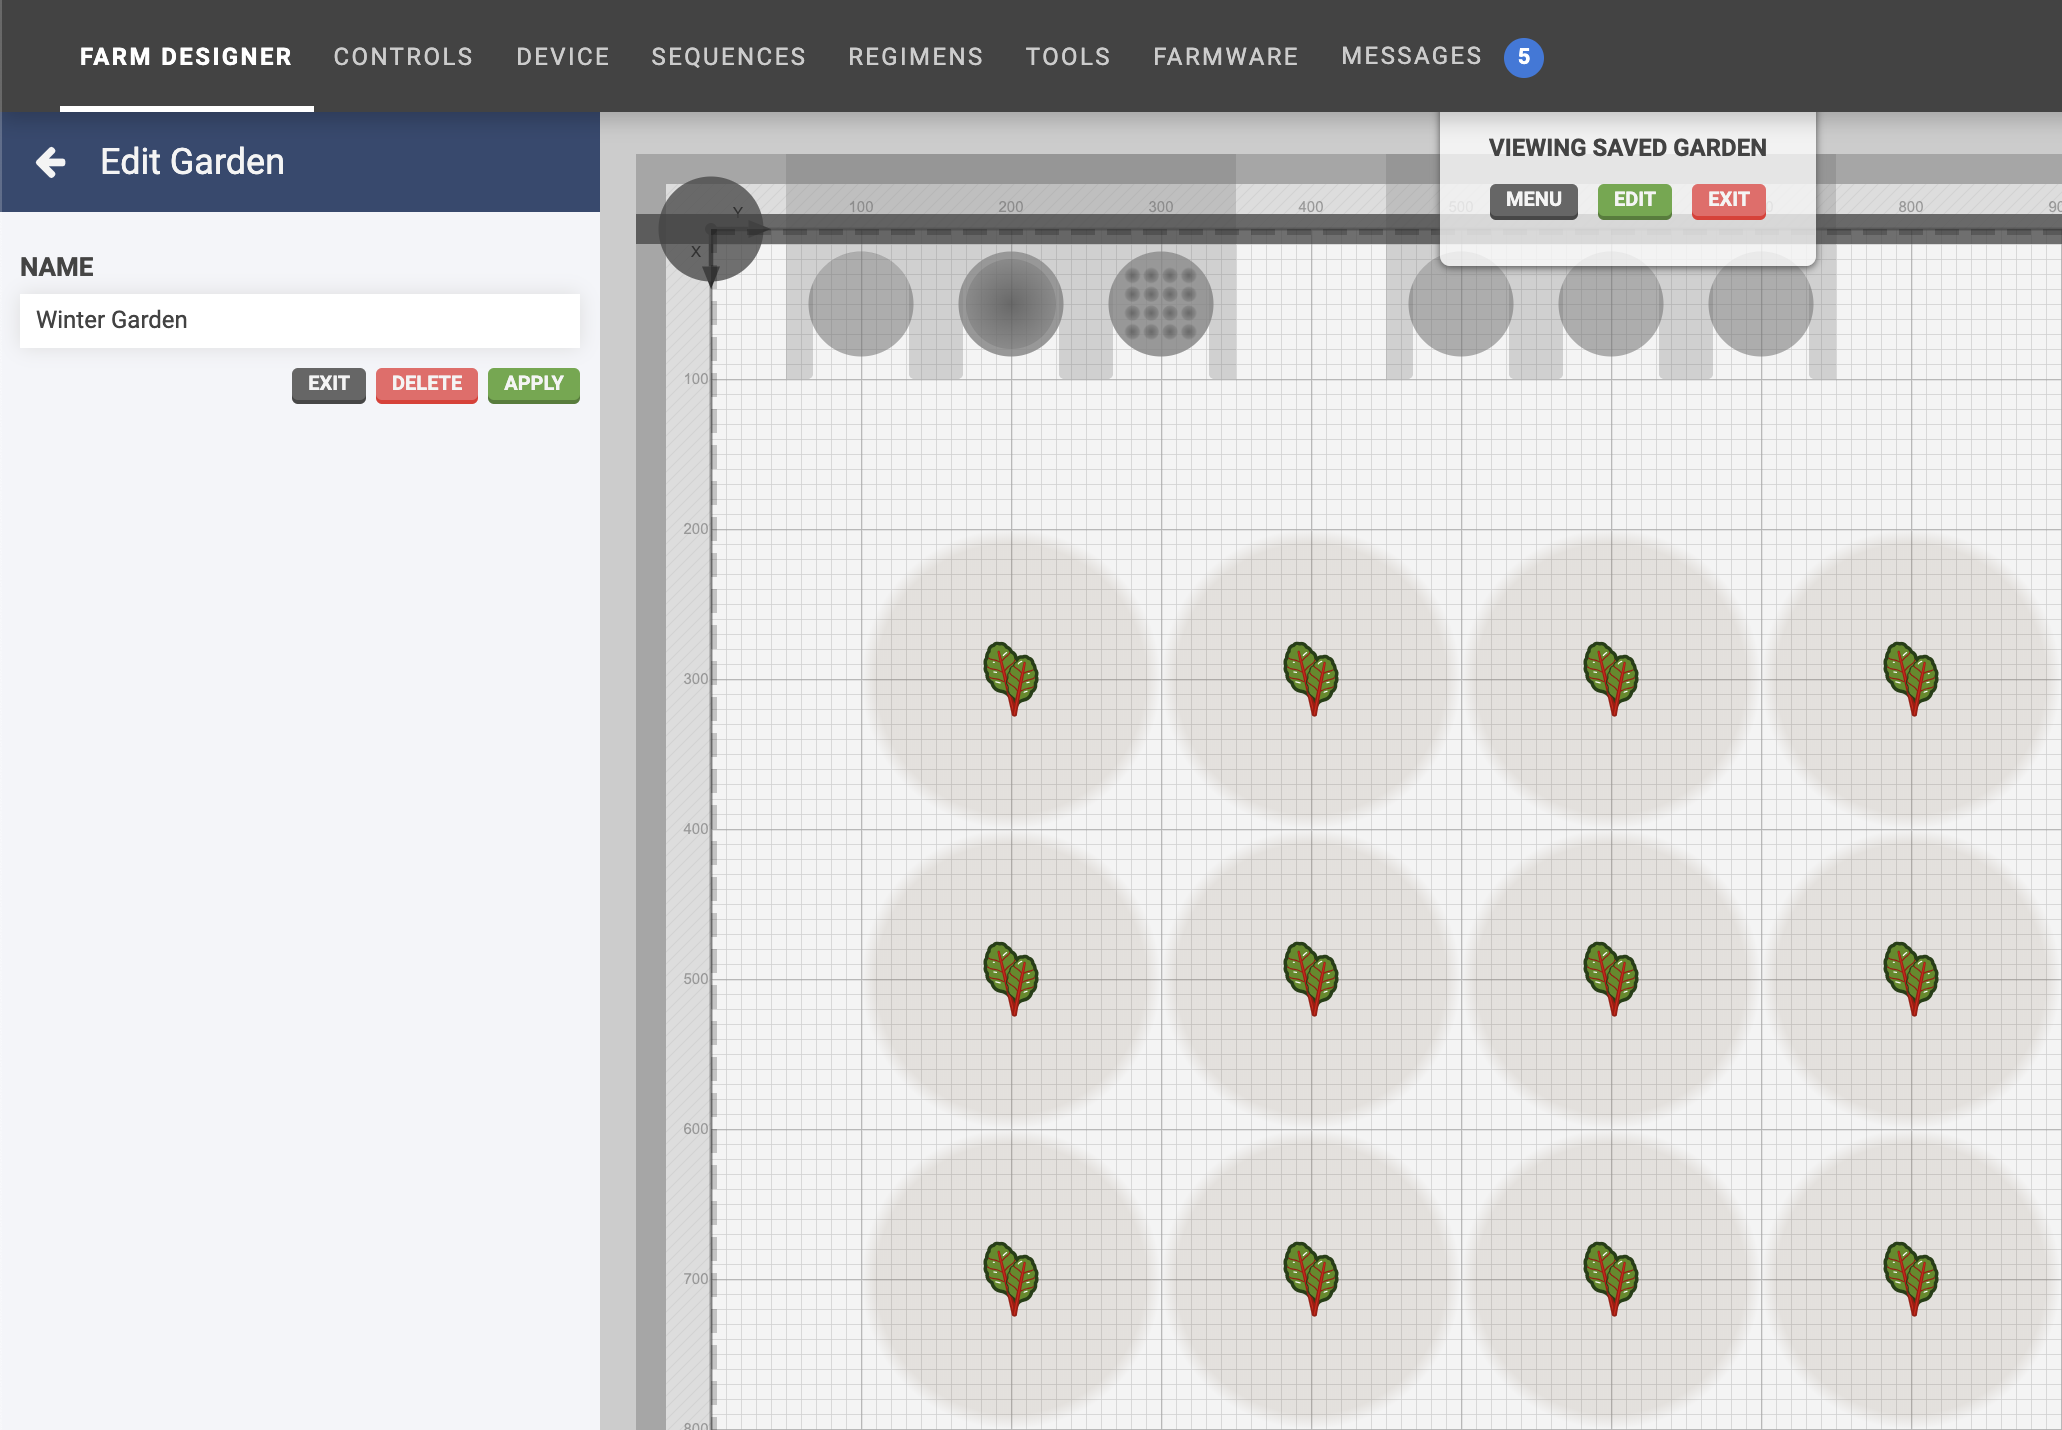 FARM DESIGNER CONTROLS DEVICE SEQUENCES REGIMENS TOOLS FARMWARE MESSAGES 5
Edit Garden
NAME
Winter Garden
EXIT DELETE APPLY
VIEWING SAVED GARDEN
MENU EDIT EXIT
Y
X
100 200 300 400 500 800
100
200
300
400
500
600
700
800